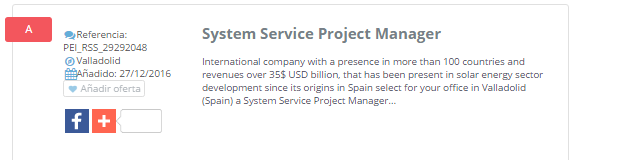 A
Referencia:
PEI_RSS_29292048
Valladolid
Añadido: 27/12/2016
Añadir oferta
System Service Project Manager
International company with a presence in more than 100 countries and
revenues over 35$ USD billion, that has been present in solar energy sector
development since its origins in Spain select for your office in Valladolid
(Spain) a System Service Project Manager...